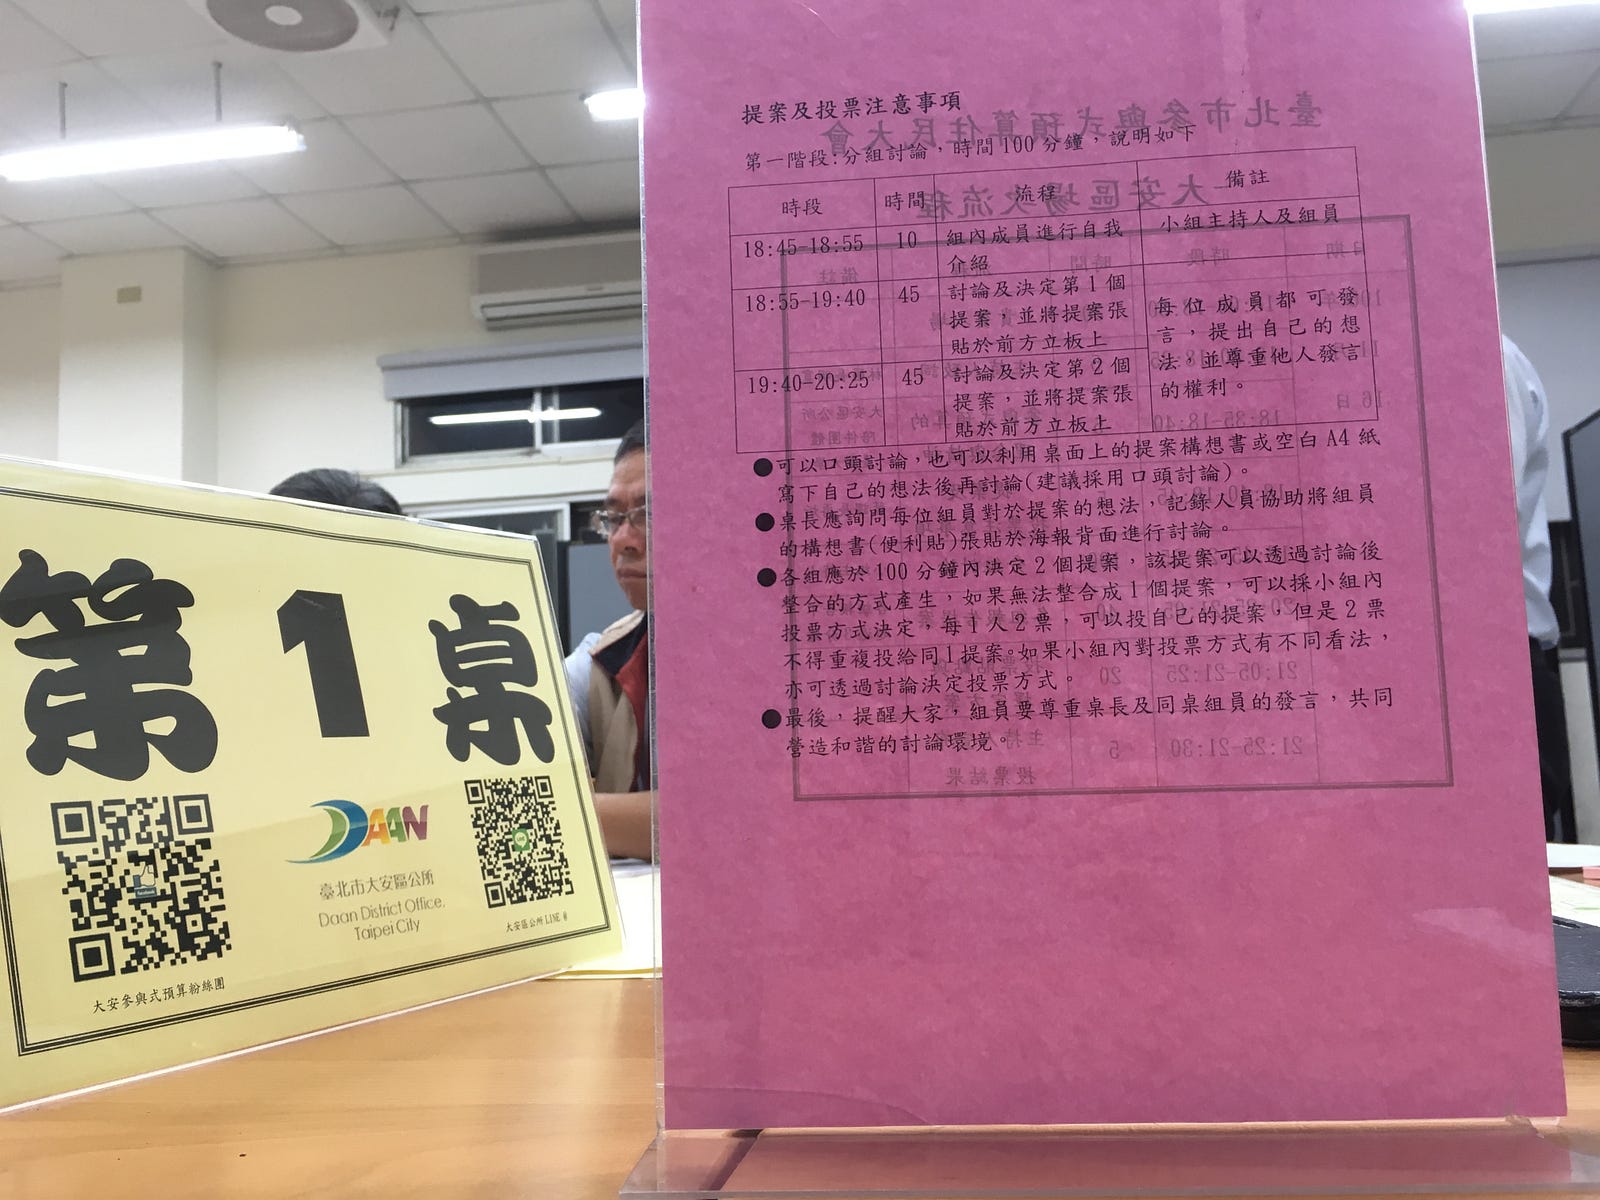 第1桌
DAAN
臺北市大安區公所
Daan District Office,
Taipei City
大安參與式預算粉絲團
大安區公所 LINE @
提案及投票注意事項
第一階段:分組討論,時間100分鐘,說明如下
時段 時間 流程 備註
18:45-18:55 10 組內成員進行自我 小組主持人及組員
介紹
18:55-19:40 45 討論及決定第1個 每位成員都可發
提案,並將提案張 言,提出自己的想
貼於前方立板上 法,並尊重他人發言
19:40-20:25 45 討論及決定第2個 的權利。
提案,並將提案張
貼於前方立板上
●可以口頭討論,也可以利用桌面上的提案構想書或空白A4紙
寫下自己的想法後再討論(建議採用口頭討論)。
●桌長應詢問每位組員對於提案的想法,記錄人員協助將組員
的構想書(便利貼)張貼於海報背面進行討論。
●各組應於100分鐘內決定2個提案,該提案可以透過討論後
整合的方式產生,如果無法整合成1個提案,可以採小組內
投票方式決定,每1人2票,可以投自己的提案,但是2票
不得重複投給同1提案。如果小組內對投票方式有不同看法,
亦可透過討論決定投票方式。
●最後,提醒大家,組員要尊重桌長及同桌組員的發言,共同
營造和諧的討論環境。
臺北市參與式預算住民大會
大安區場次流程